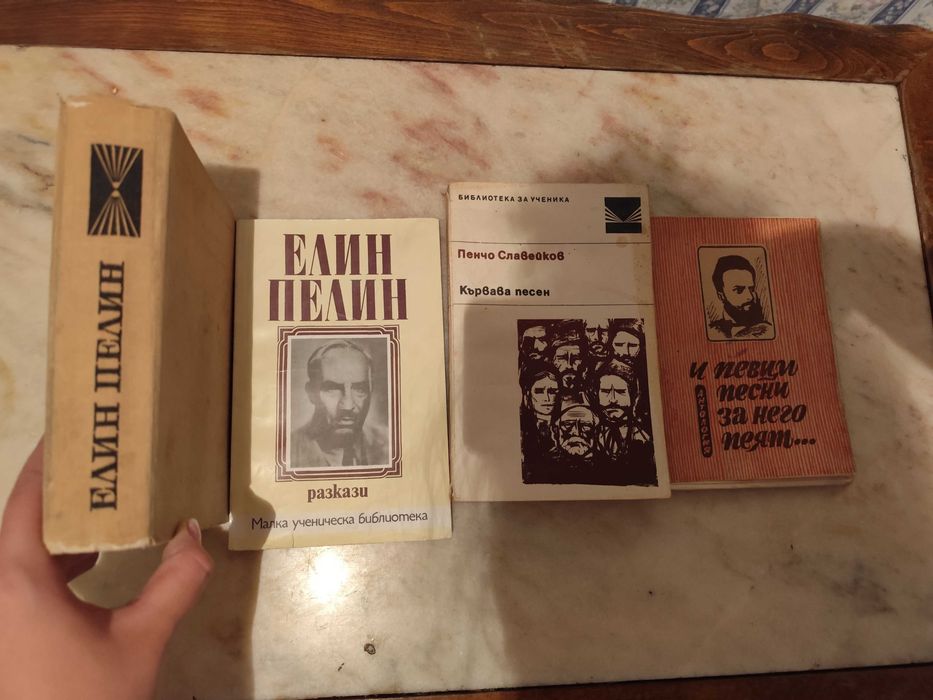 ЕЛИН ПЕЛИН
ЕЛИН
ПЕЛИН
разкази
Малка ученическа библиотека
БИБЛИОТЕКА ЗА УЧЕНИКА
Пенчо Славейков
Кървава песен
и певци
песни
за него
пеят...
АНТОЛОГИЯ